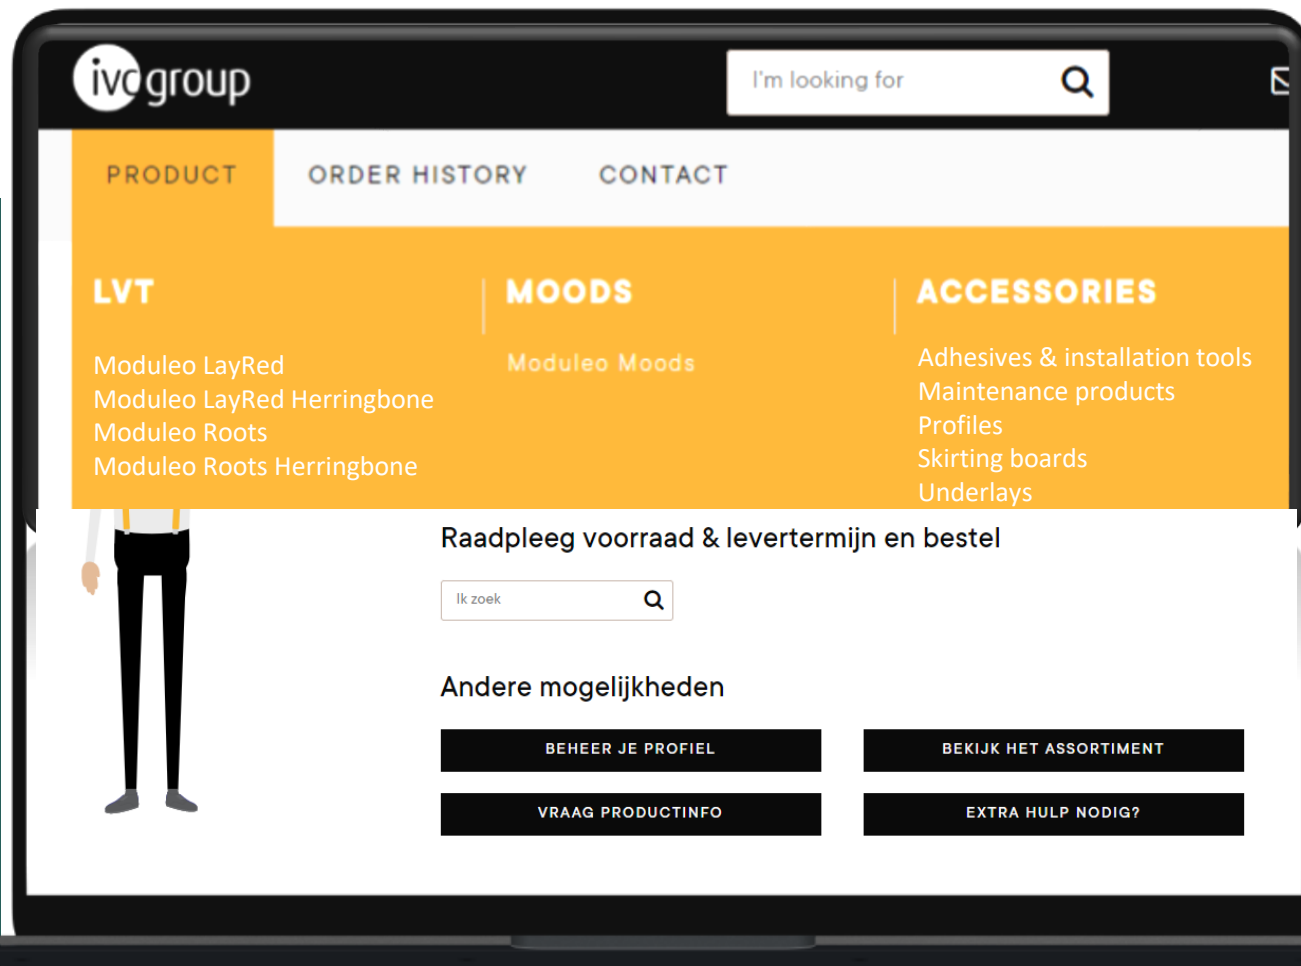 ivc group
I'm looking for
PRODUCT
ORDER HISTORY
CONTACT
LVT
Moduleo LayRed
Moduleo LayRed Herringbone
Moduleo Roots
Moduleo Roots Herringbone
MOODS
Moduleo Moods
ACCESSORIES
Adhesives & installation tools
Maintenance products
Profiles
Skirting boards
Underlays
Raadpleeg voorraad & levertermijn en bestel
Ik zoek
Andere mogelijkheden
BEHEER JE PROFIEL
BEKIJK HET ASSORTIMENT
VRAAG PRODUCTINFO
EXTRA HULP NODIG?